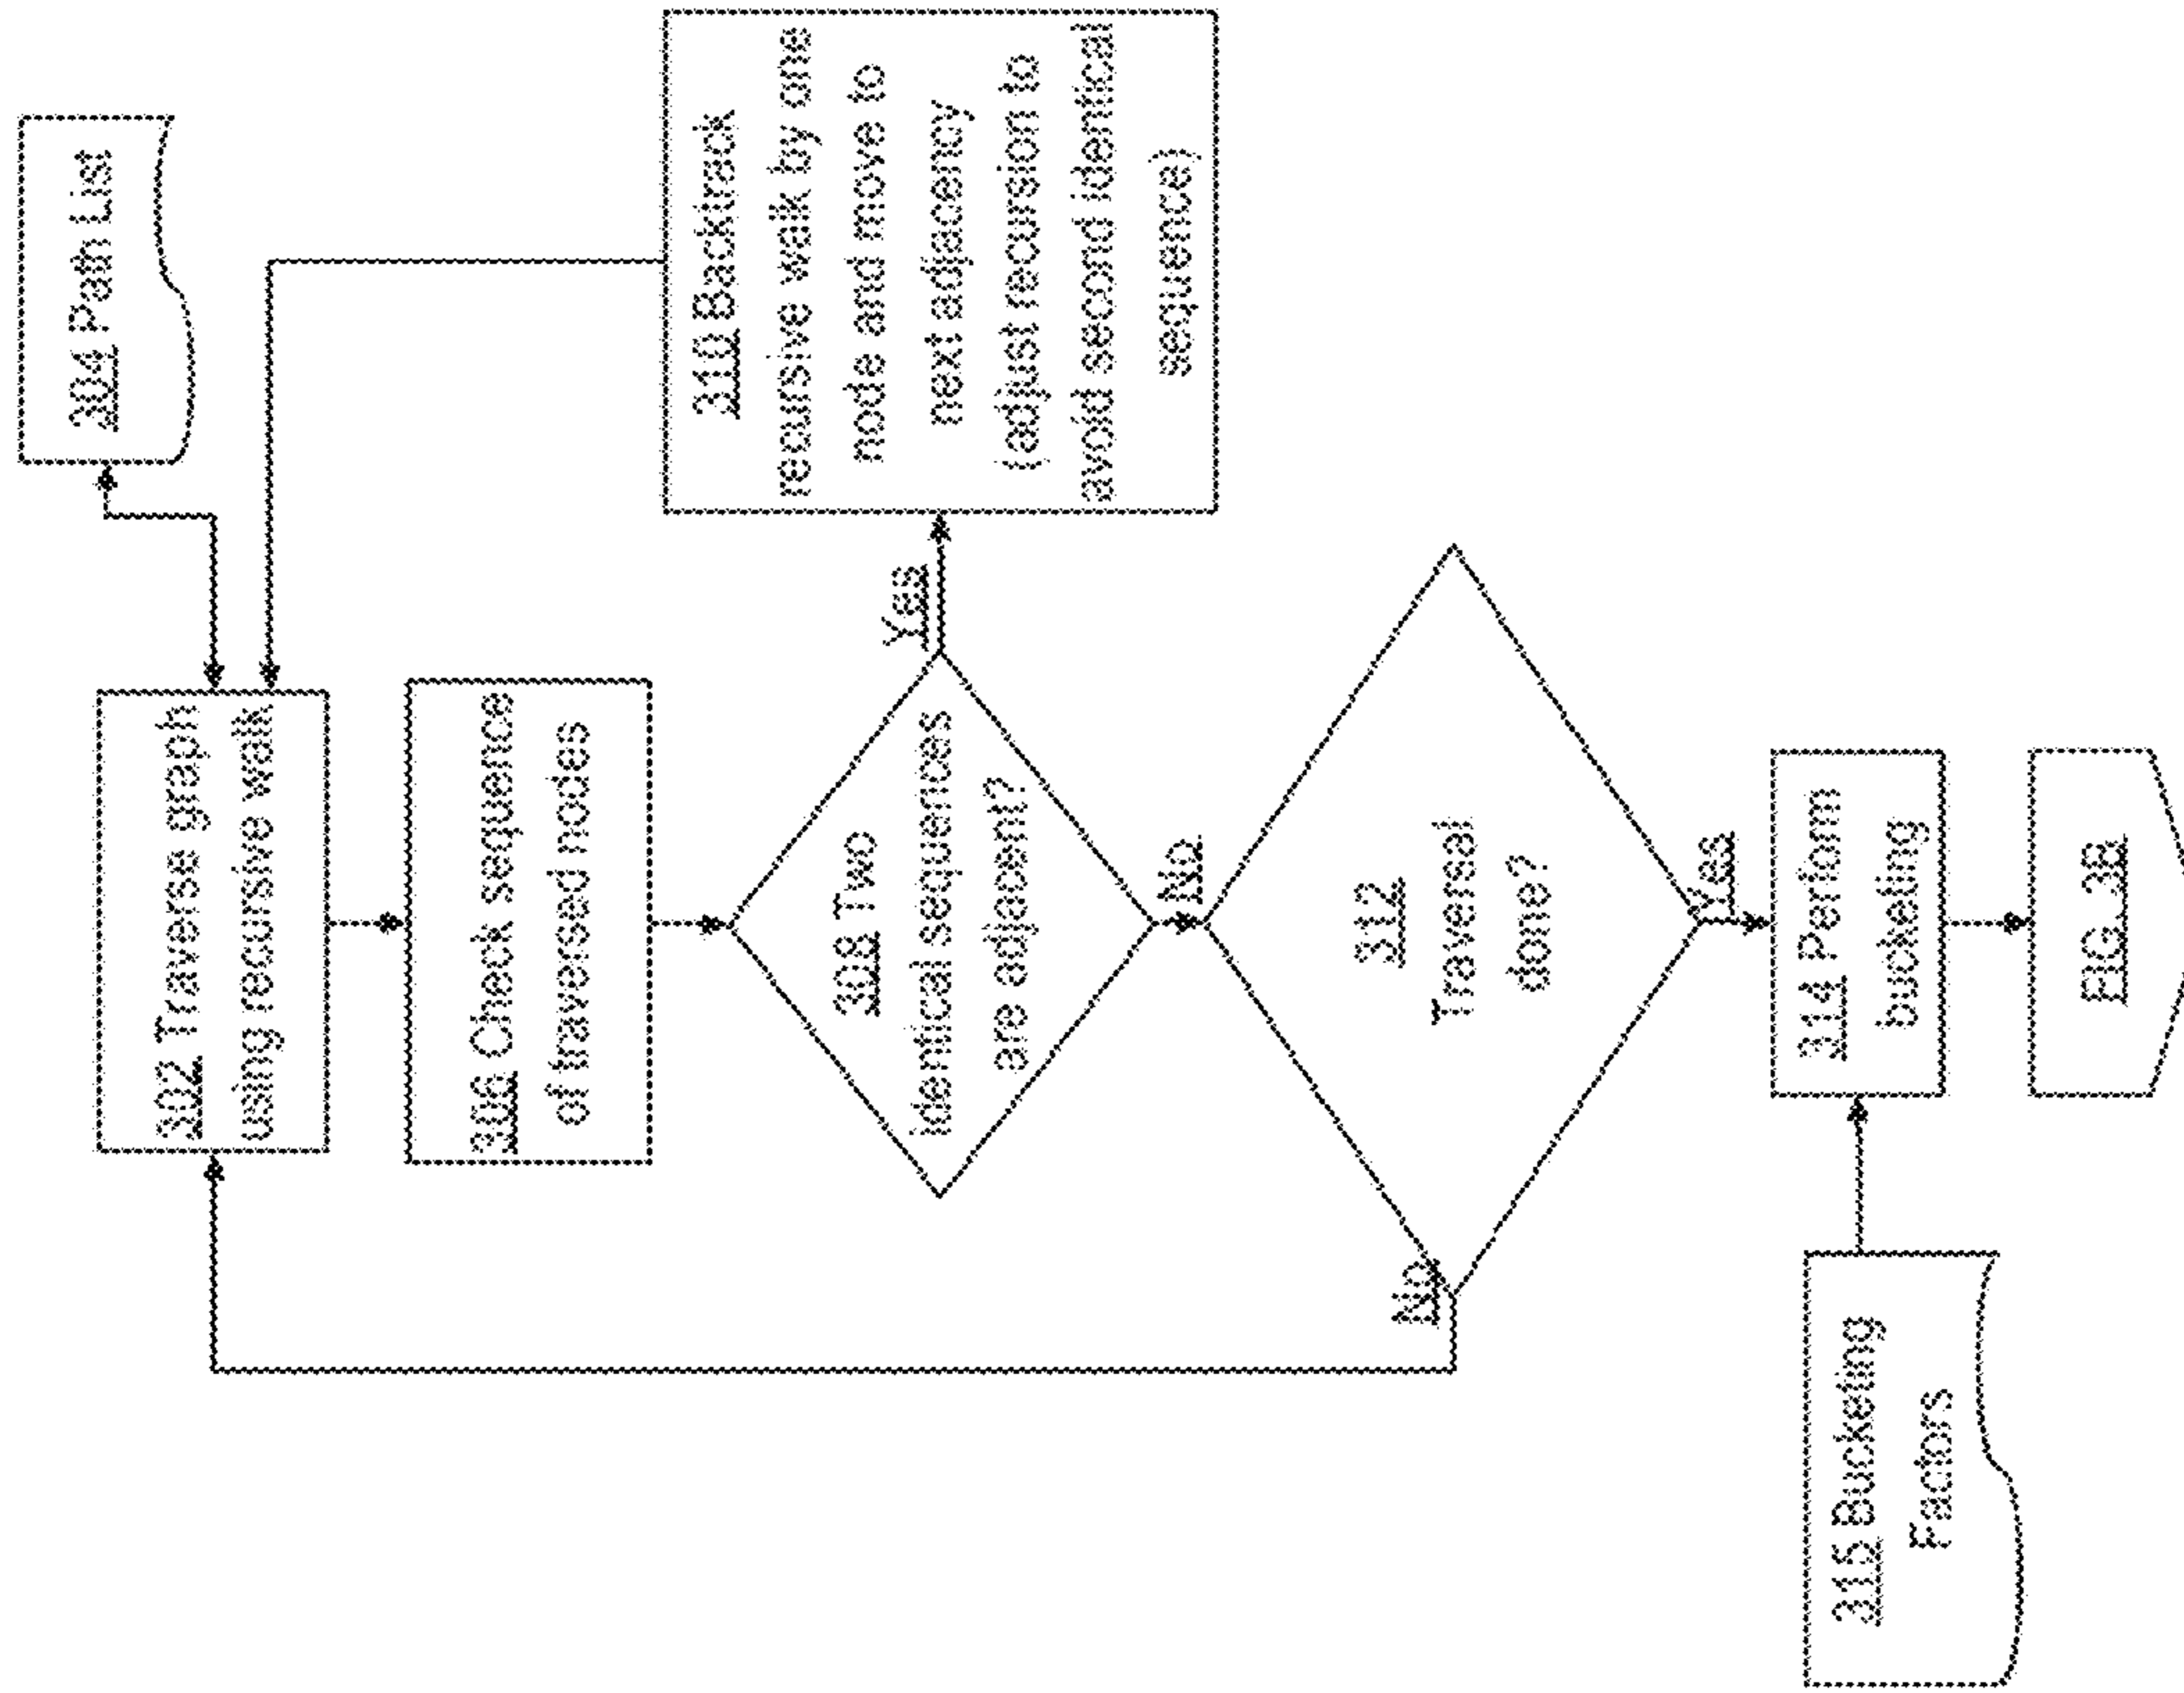 304 Path List
302 Traverse graph
using recursive walk
306 Check sequence
of traversed nodes
308 Two
identical sequences
are adjacent?
Yes
310 Backtrack
recursive walk by one
node and move to
next adjacency
(adjust recursion to
avoid second identical
sequence)
No
312
Traversal
done?
No
Yes
314 Perform
bucketing
315 Bucketing
Factors
FIG. 3B